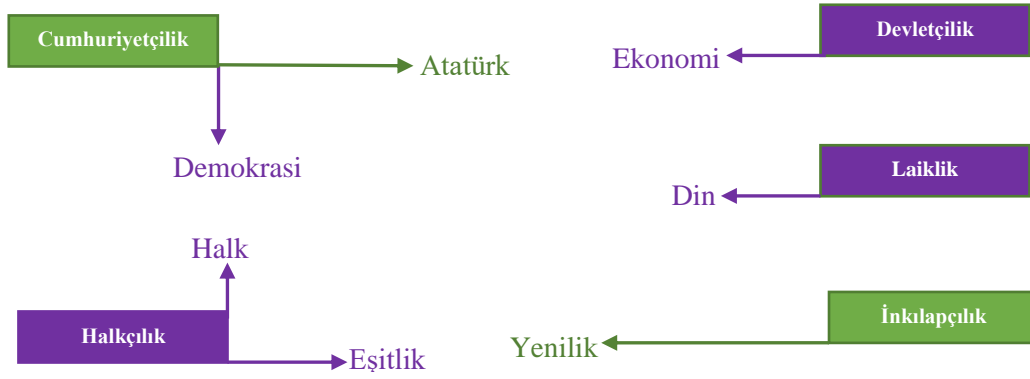 Cumhuriyetçilik
Atatürk
Demokrasi
Halk
Halkçılık
Eşitlik
Devletçilik
Ekonomi
Laiklik
Din
İnkılapçılık
Yenilik